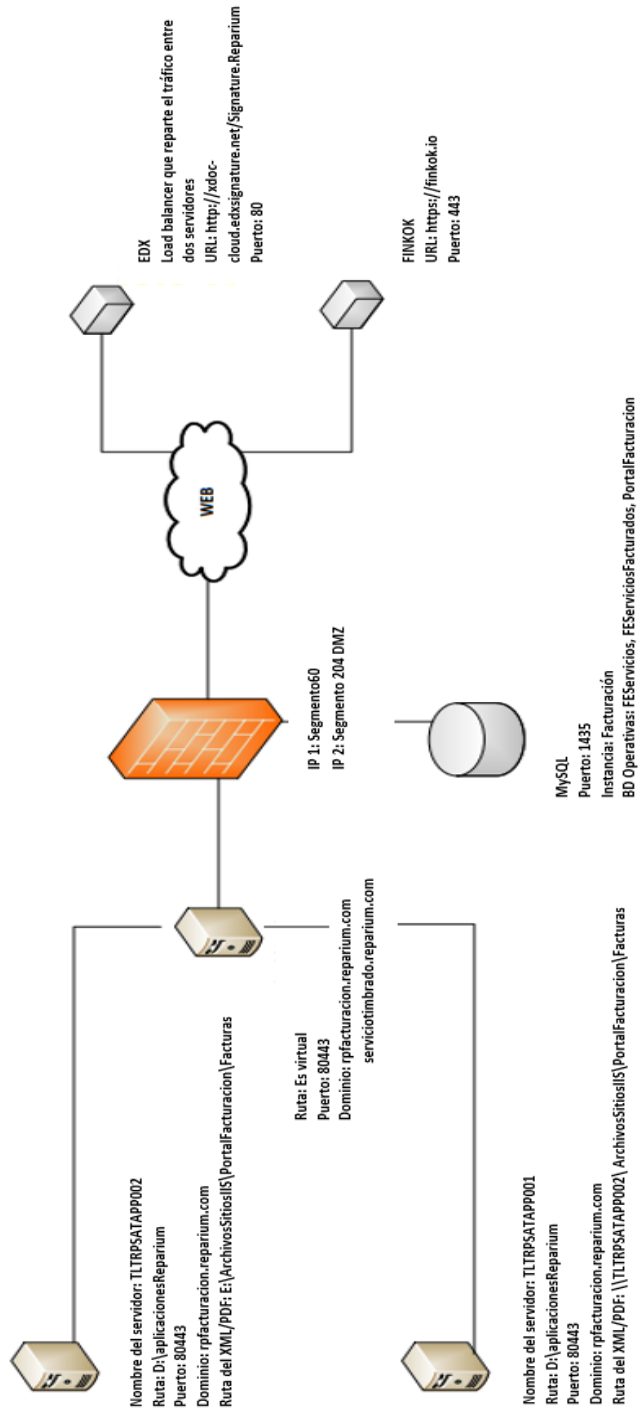 Nombre del servidor: TLTRPSATAPP002
Ruta: D:\aplicacionesReparium
Puerto: 80443
Dominio: rpfacturacion.reparium.com
Ruta del XML/PDF: E:\ArchivosSitiosIIS\PortalFacturacion\Facturas
Ruta: Es virtual
Puerto: 80443
Dominio: rpfacturacion.reparium.com
serviciotimbrado.reparium.com
Nombre del servidor: TLTRPSATAPP001
Ruta: D:\aplicacionesReparium
Puerto: 80443
Dominio: rpfacturacion.reparium.com
Ruta del XML/PDF: \\TLTRPSATAPP002\ ArchivosSitiosIIS\PortalFacturacion\Facturas
IP 1: Segmento60
IP 2: Segmento 204 DMZ
MySQL
Puerto: 1435
Instancia: Facturación
BD Operativas: FEServicios, FEServiciosFacturados, PortalFacturacion
WEB
EDX
Load balancer que reparte el tráfico entre
dos servidores
URL: http://xdoc-
cloud.edxsignature.net/Signature.Reparium
Puerto: 80
FINKOK
URL: https://finkok.io
Puerto: 443